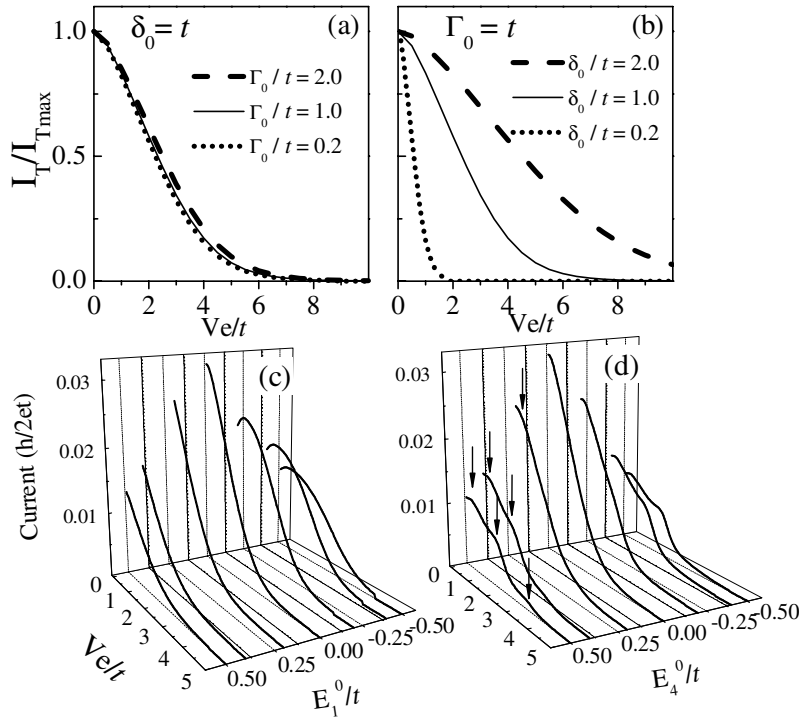 δ₀= t (a)
Γ₀ / t = 2.0
Γ₀ / t = 1.0
Γ₀ / t = 0.2
I_T/I_Tmax
1.0
0.5
0.0
0 2 4 6 8
Ve/t
Γ₀ = t (b)
δ₀ / t = 2.0
δ₀ / t = 1.0
δ₀ / t = 0.2
0 2 4 6 8
Ve/t
(c)
Current (h/2et)
0.03
0.02
0.01
0
0 1 2 3 4 5
Ve/t
0.50 0.25 0.00 -0.25 -0.50
E₁⁰/t
(d)
0.03
0.02
0.01
0
0 1 2 3 4 5
0.50 0.25 0.00 -0.25 -0.50
E₄⁰/t